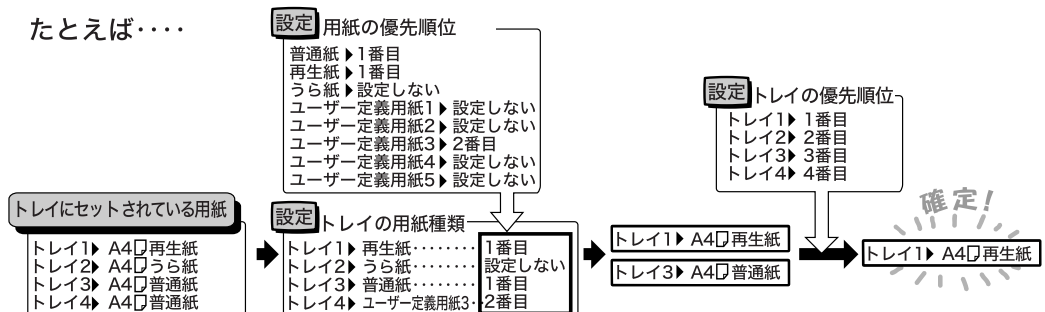 たとえば‥‥
設定 用紙の優先順位
普通紙▶1番目
再生紙▶1番目
うら紙▶設定しない
ユーザー定義用紙1▶設定しない
ユーザー定義用紙2▶設定しない
ユーザー定義用紙3▶2番目
ユーザー定義用紙4▶設定しない
ユーザー定義用紙5▶設定しない
設定 トレイの優先順位
トレイ1▶ 1番目
トレイ2▶ 2番目
トレイ3▶ 3番目
トレイ4▶ 4番目
トレイにセットされている用紙
トレイ1▶ A4 再生紙
トレイ2▶ A4 うら紙
トレイ3▶ A4 普通紙
トレイ4▶ A4 普通紙
設定 トレイの用紙種類
トレイ1▶ 再生紙‥‥‥‥ 1番目
トレイ2▶ うら紙‥‥‥‥ 設定しない
トレイ3▶ 普通紙‥‥‥‥ 1番目
トレイ4▶ ユーザー定義用紙3‥ 2番目
トレイ1▶ A4 再生紙
トレイ3▶ A4 普通紙
確定！
トレイ1▶ A4 再生紙